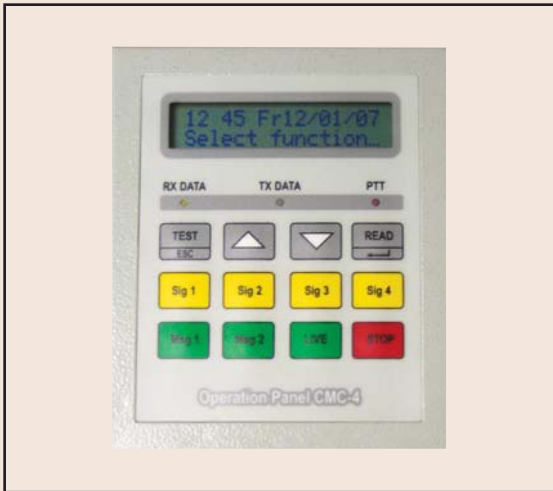 12 45 Fr12/01/07
Select function…
RX DATA TX DATA PTT
TEST READ
ESC
Sig 1 Sig 2 Sig 3 Sig 4
Msg 1 Msg 2 LIVE STOP
Operation Panel CMC-4